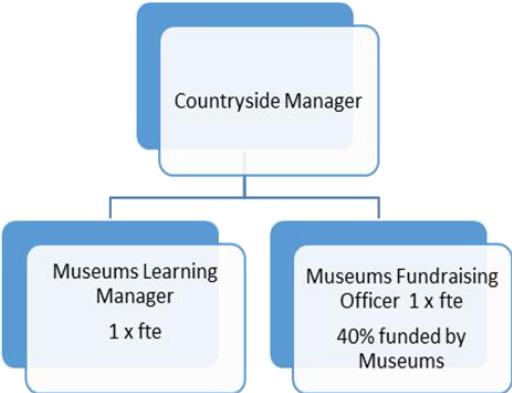 Countryside Manager
Museums Learning
Manager
1 x fte
Museums Fundraising
Officer 1 x fte
40% funded by
Museums